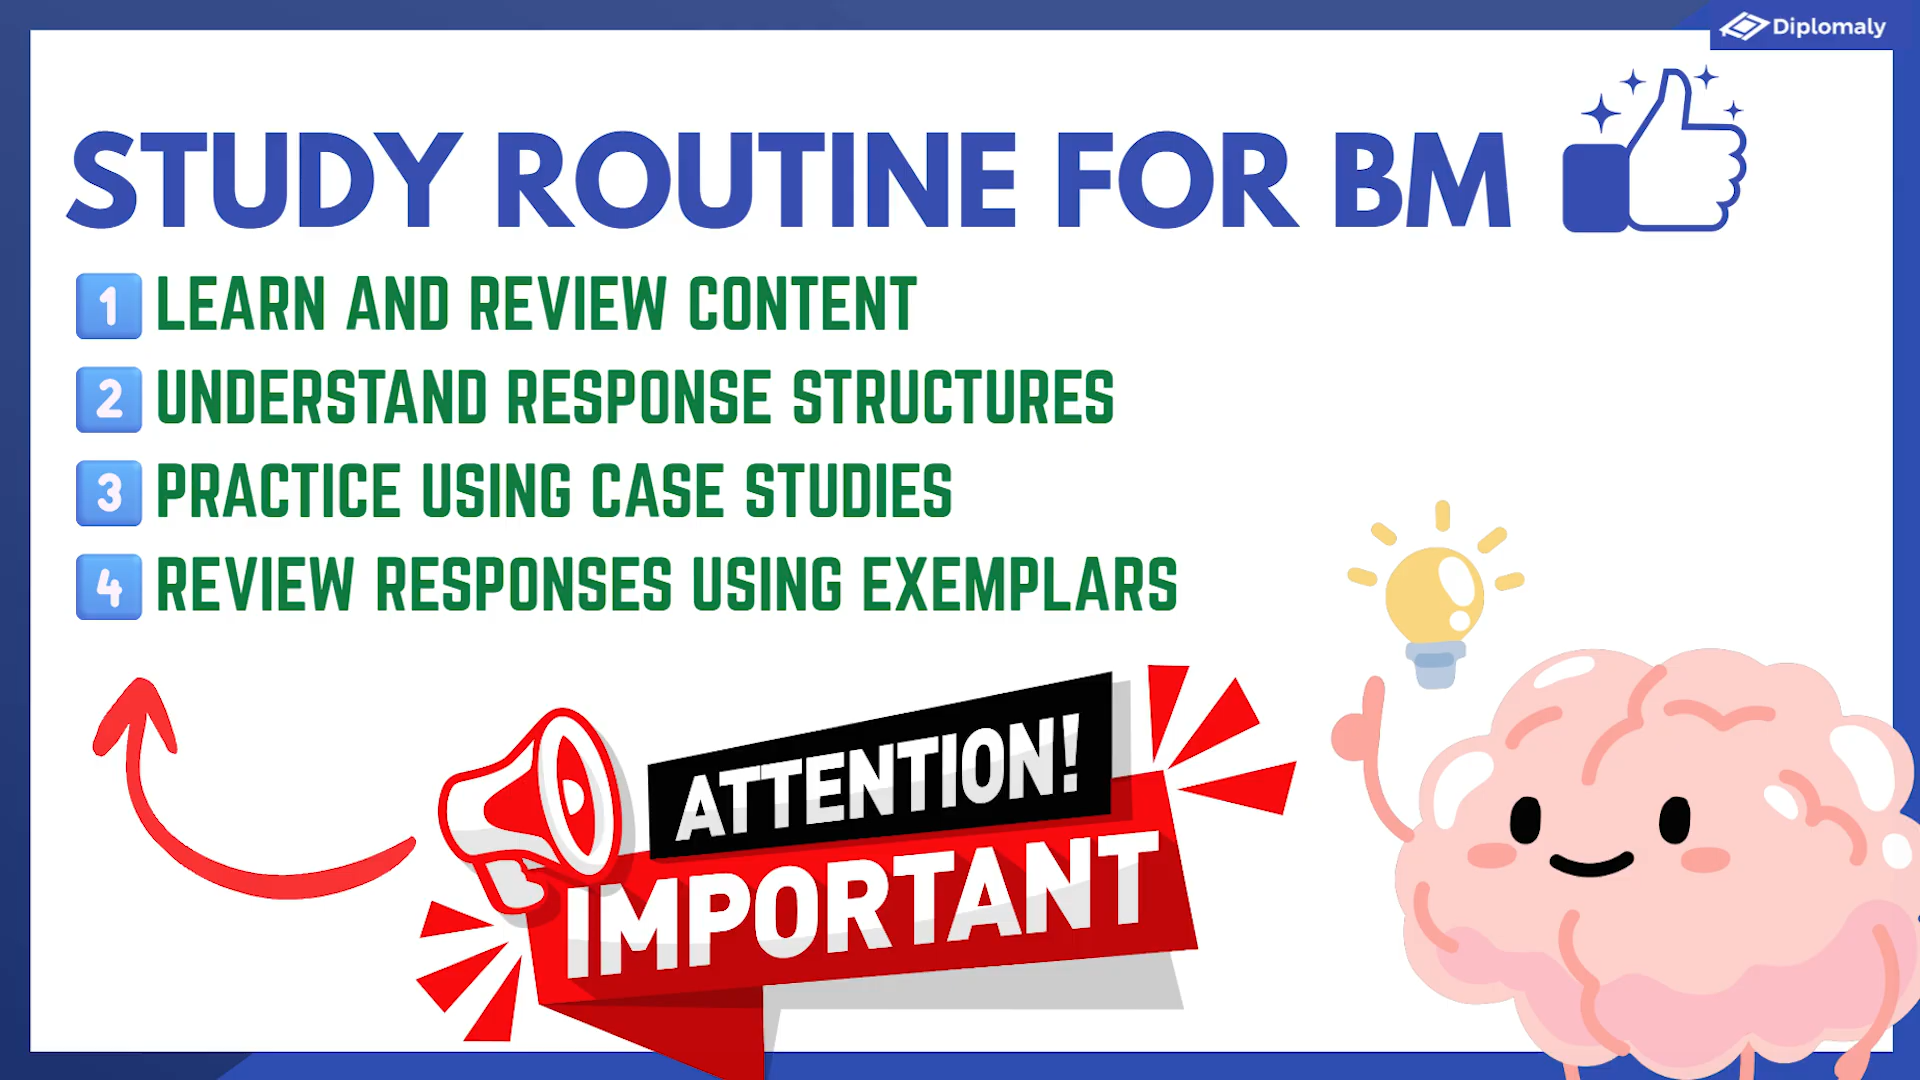 Diplomaly
STUDY ROUTINE FOR BM
1 LEARN AND REVIEW CONTENT
2 UNDERSTAND RESPONSE STRUCTURES
3 PRACTICE USING CASE STUDIES
4 REVIEW RESPONSES USING EXEMPLARS
ATTENTION!
IMPORTANT